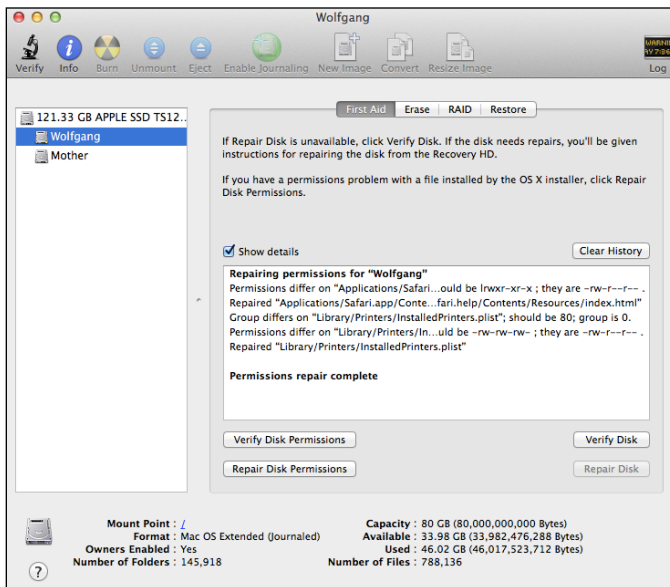 Wolfgang
Verify Info Burn Unmount Eject Enable Journaling New Image Convert Resize Image Log
First Aid Erase RAID Restore
121.33 GB APPLE SSD TS12..
Wolfgang
Mother
If Repair Disk is unavailable, click Verify Disk. If the disk needs repairs, you'll be given
instructions for repairing the disk from the Recovery HD.
If you have a permissions problem with a file installed by the OS X installer, click Repair
Disk Permissions.
Show details
Clear History
Repairing permissions for "Wolfgang"
Permissions differ on "Applications/Safari...ould be lrwxr-xr-x ; they are -rw-r--r-- .
Repaired "Applications/Safari.app/Conte...fari.help/Contents/Resources/index.html"
Group differs on "Library/Printers/InstalledPrinters.plist"; should be 80; group is 0.
Permissions differ on "Library/Printers/In...uld be -rw-rw-rw- ; they are -rw-r--r-- .
Repaired "Library/Printers/InstalledPrinters.plist"
Permissions repair complete
Verify Disk Permissions Verify Disk
Repair Disk Permissions Repair Disk
Mount Point : /
Format : Mac OS Extended (Journaled)
Owners Enabled : Yes
Number of Folders : 145,918
Capacity : 80 GB (80,000,000,000 Bytes)
Available : 33.98 GB (33,982,476,288 Bytes)
Used : 46.02 GB (46,017,523,712 Bytes)
Number of Files : 788,136
?